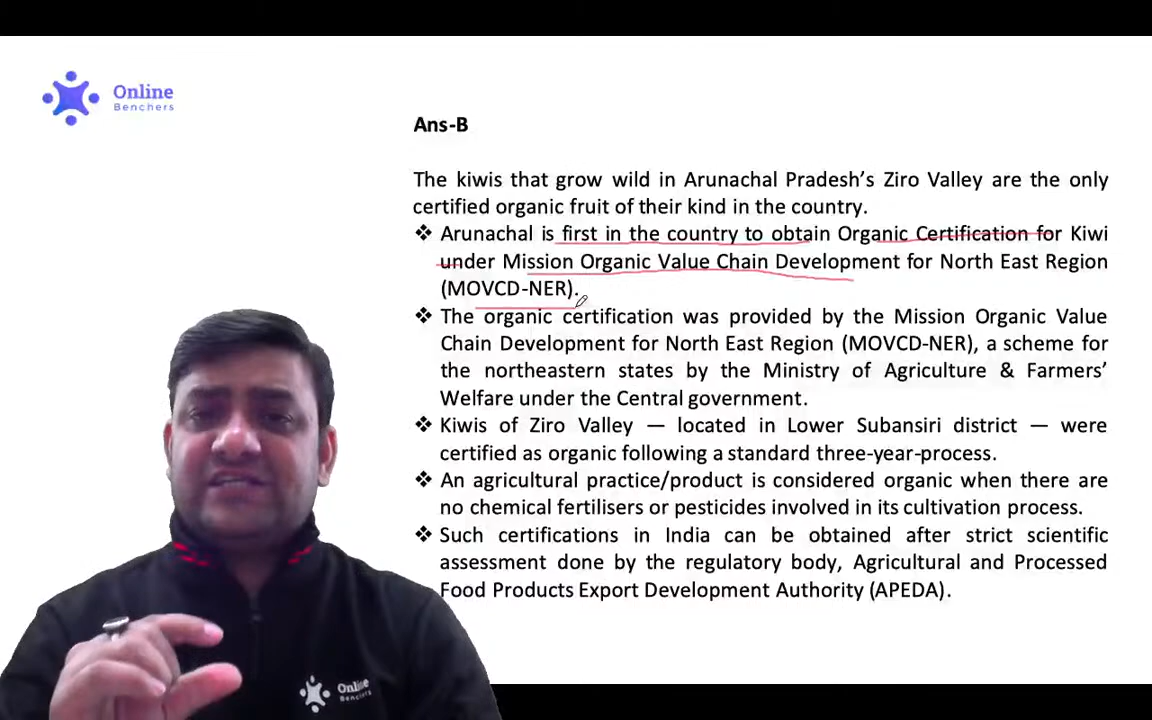 Online
Benchers
Ans-B
The kiwis that grow wild in Arunachal Pradesh’s Ziro Valley are the only
certified organic fruit of their kind in the country.
❖ Arunachal is first in the country to obtain Organic Certification for Kiwi
under Mission Organic Value Chain Development for North East Region
(MOVCD-NER).
❖ The organic certification was provided by the Mission Organic Value
Chain Development for North East Region (MOVCD-NER), a scheme for
the northeastern states by the Ministry of Agriculture & Farmers’
Welfare under the Central government.
❖ Kiwis of Ziro Valley — located in Lower Subansiri district — were
certified as organic following a standard three-year-process.
❖ An agricultural practice/product is considered organic when there are
no chemical fertilisers or pesticides involved in its cultivation process.
❖ Such certifications in India can be obtained after strict scientific
assessment done by the regulatory body, Agricultural and Processed
Food Products Export Development Authority (APEDA).
Online
Benchers